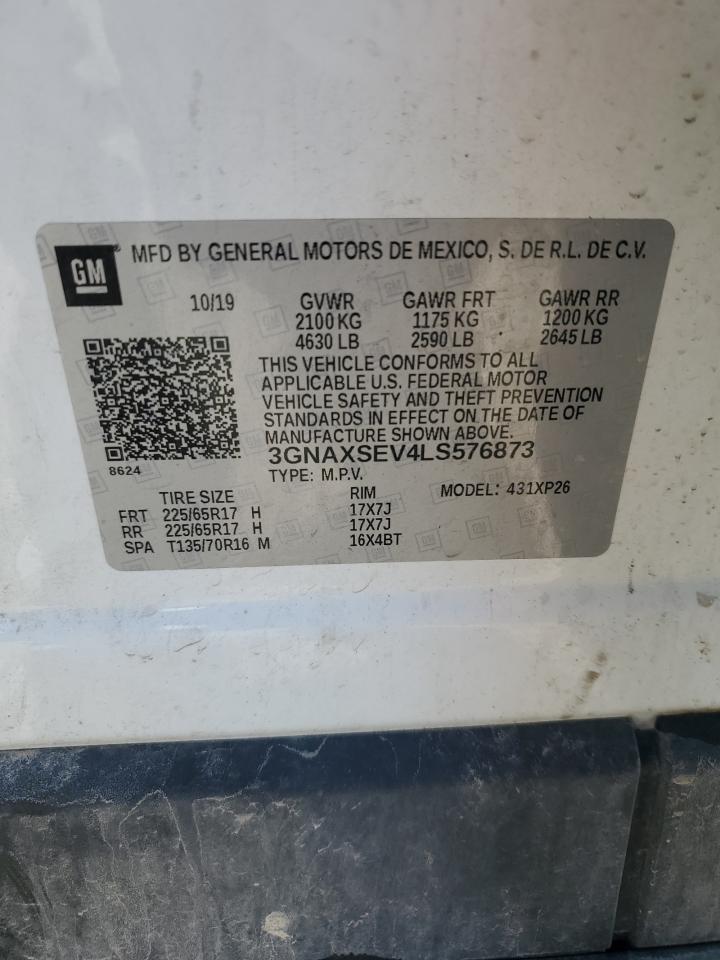 GM MFD BY GENERAL MOTORS DE MEXICO, S. DE R.L. DE C.V.
10/19 GVWR GAWR FRT GAWR RR
2100 KG 1175 KG 1200 KG
4630 LB 2590 LB 2645 LB
THIS VEHICLE CONFORMS TO ALL
APPLICABLE U.S. FEDERAL MOTOR
VEHICLE SAFETY AND THEFT PREVENTION
STANDARDS IN EFFECT ON THE DATE OF
MANUFACTURE SHOWN ABOVE.
8624 3GNAXSEV4LS576873
TYPE: M.P.V.
TIRE SIZE RIM MODEL: 431XP26
FRT 225/65R17 H 17X7J
RR 225/65R17 H 17X7J
SPA T135/70R16 M 16X4BT